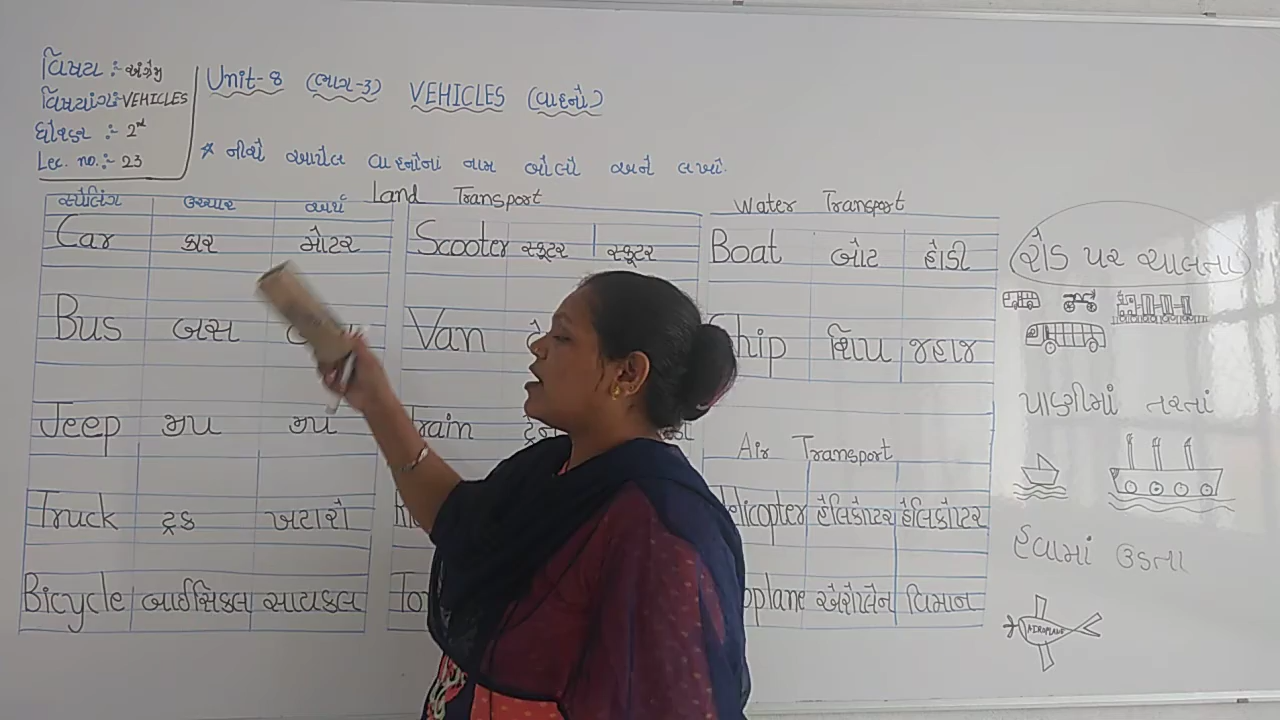 વિષય :- અંગ્રેજી
વિષયાંગ:- VEHICLES
ધોરણ :- 2nd
Lec. no.:- 23
Unit-8 (ભાગ-3) VEHICLES (વાહનો)
* નીચે આપેલ વાહનોનાં નામ બોલો અને લખો.
Land Transport
સ્પેલિંગ ઉચ્ચાર અર્થ
Car કાર મોટર
Bus બસ
Jeep જીપ જીપ
Truck ટ્રક ખટારો
Bicycle બાઈસિકલ સાયકલ
Scooter સ્કૂટર સ્કૂટર
Van
ટ્રેન
Water Transport
Boat બોટ હોડી
શિપ જહાજ
Air Transport
હેલિકોપ્ટર હેલિકોપ્ટર
એરોપ્લેન વિમાન
રોડ પર ચાલતા
પાણીમાં તરતાં
હવામાં ઉડતા
AEROPLANE